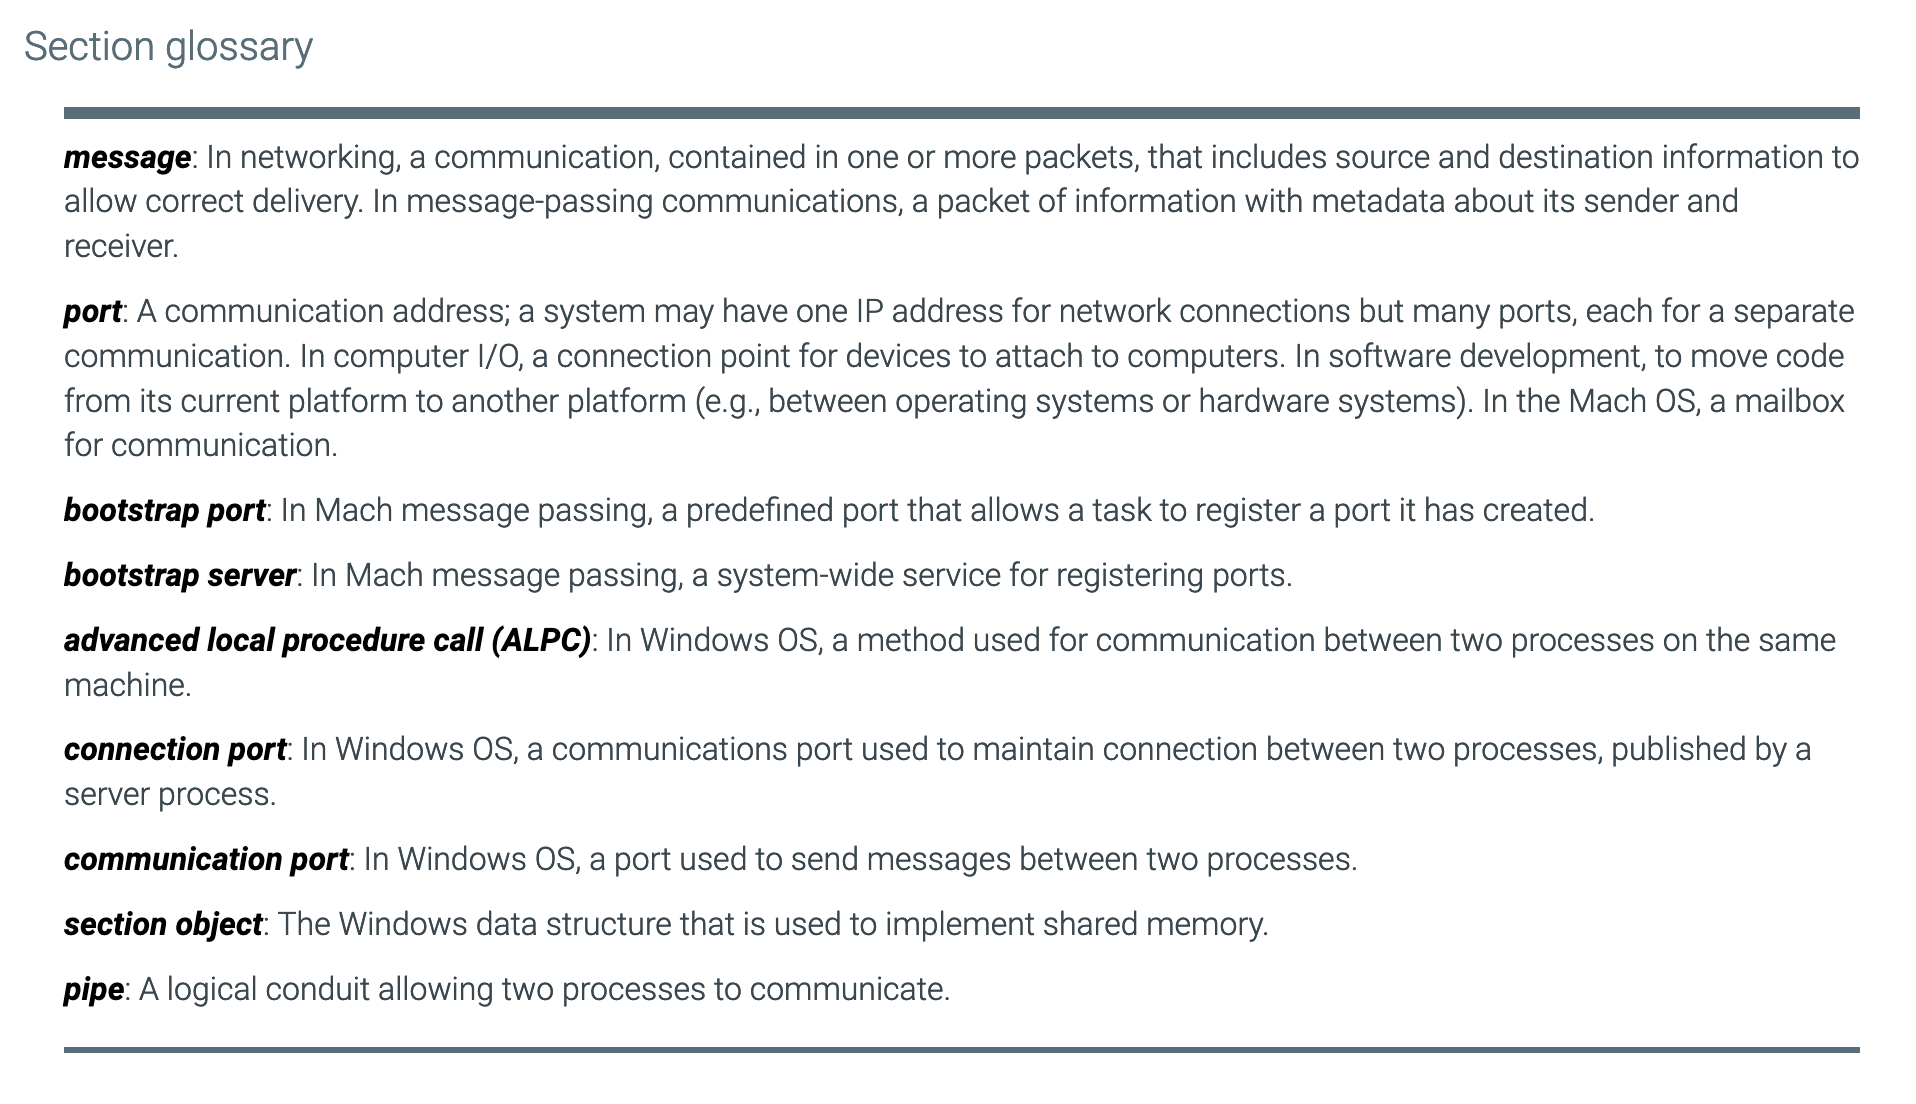 Section glossary
message: In networking, a communication, contained in one or more packets, that includes source and destination information to
allow correct delivery. In message-passing communications, a packet of information with metadata about its sender and
receiver.
port: A communication address; a system may have one IP address for network connections but many ports, each for a separate
communication. In computer I/O, a connection point for devices to attach to computers. In software development, to move code
from its current platform to another platform (e.g., between operating systems or hardware systems). In the Mach OS, a mailbox
for communication.
bootstrap port: In Mach message passing, a predefined port that allows a task to register a port it has created.
bootstrap server: In Mach message passing, a system-wide service for registering ports.
advanced local procedure call (ALPC): In Windows OS, a method used for communication between two processes on the same
machine.
connection port: In Windows OS, a communications port used to maintain connection between two processes, published by a
server process.
communication port: In Windows OS, a port used to send messages between two processes.
section object: The Windows data structure that is used to implement shared memory.
pipe: A logical conduit allowing two processes to communicate.